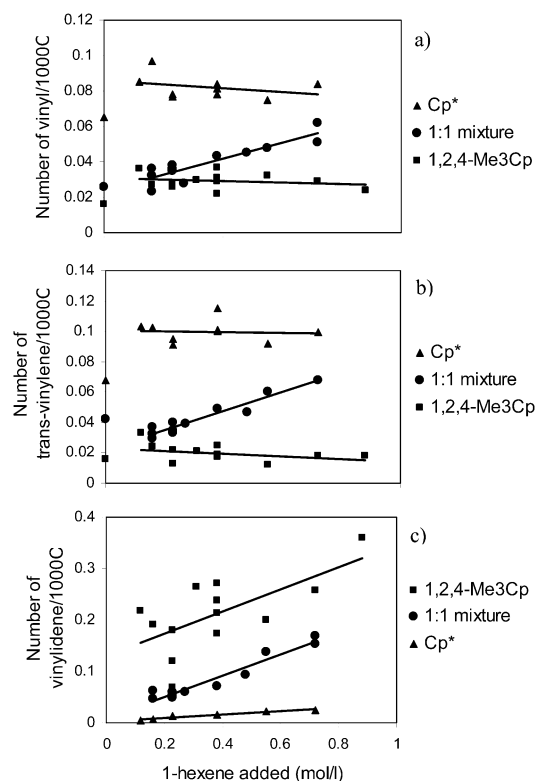 a)
Number of vinyl/1000C
0.12
0.1
0.08
0.06
0.04
0.02
0
Cp*
1:1 mixture
1,2,4-Me3Cp
b)
Number of
trans-vinylene/1000C
0.14
0.12
0.1
0.08
0.06
0.04
0.02
0
Cp*
1:1 mixture
1,2,4-Me3Cp
c)
Number of
vinylidene/1000C
0.4
0.3
0.2
0.1
0
1,2,4-Me3Cp
1:1 mixture
Cp*
0 0.2 0.4 0.6 0.8 1
1-hexene added (mol/l)